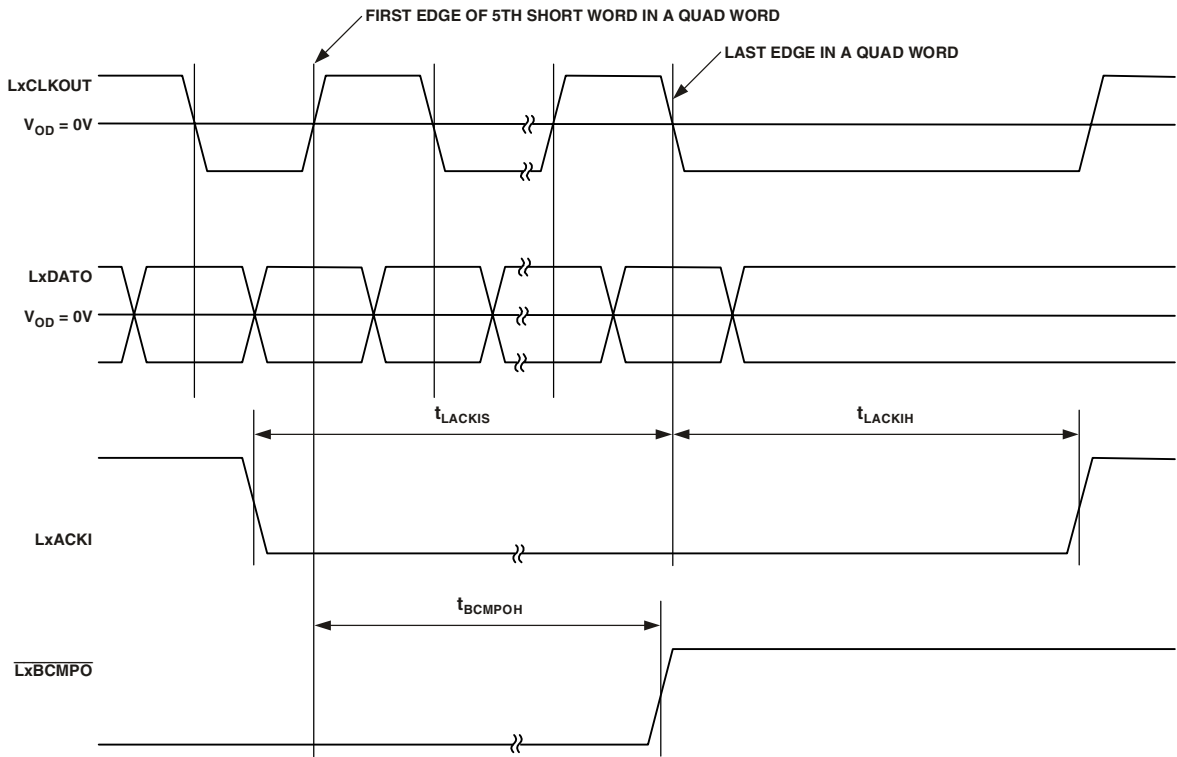 FIRST EDGE OF 5TH SHORT WORD IN A QUAD WORD
LAST EDGE IN A QUAD WORD
LxCLKOUT
VOD = 0V
LxDATO
VOD = 0V
tLACKIS
tLACKIH
LxACKI
tBCMPOH
LxBCMPO